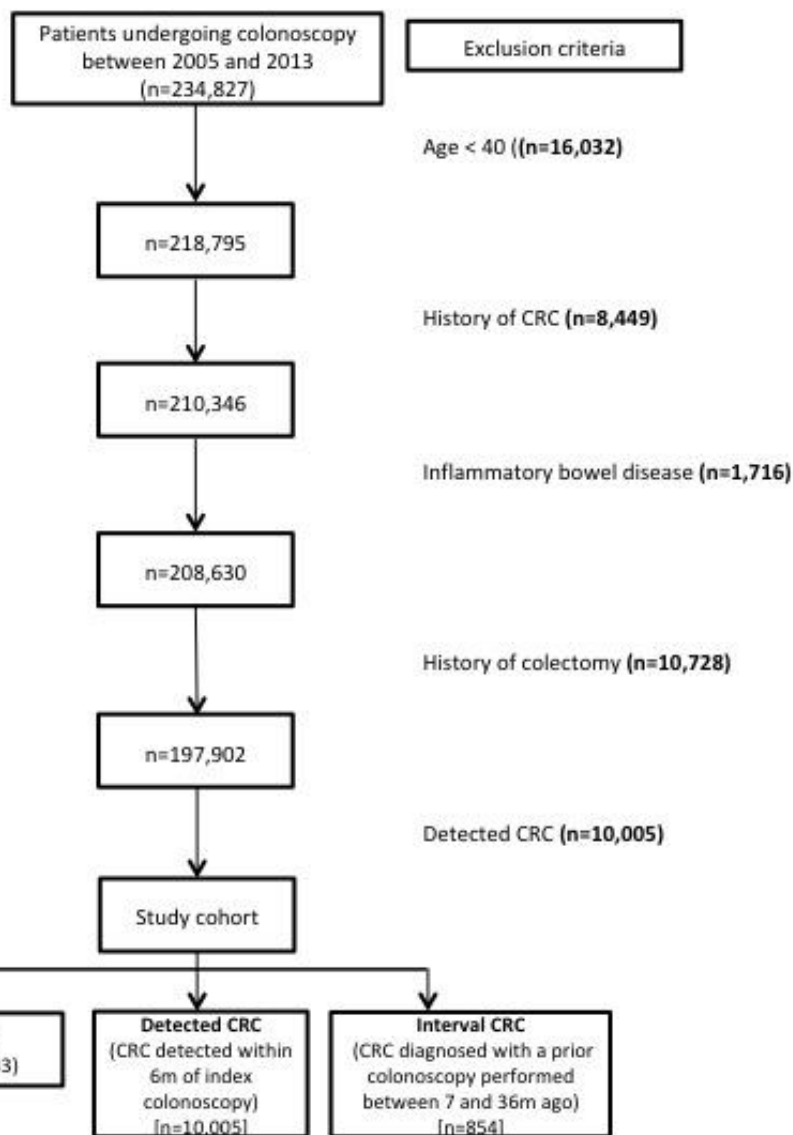 Patients undergoing colonoscopy
between 2005 and 2013
(n=234,827)
Exclusion criteria
Age < 40 ((n=16,032)
n=218,795
History of CRC (n=8,449)
n=210,346
Inflammatory bowel disease (n=1,716)
n=208,630
History of colectomy (n=10,728)
n=197,902
Detected CRC (n=10,005)
Study cohort
3)
Detected CRC
(CRC detected within
6m of index
colonoscopy)
[n=10,005]
Interval CRC
(CRC diagnosed with a prior
colonoscopy performed
between 7 and 36m ago)
[n=854]